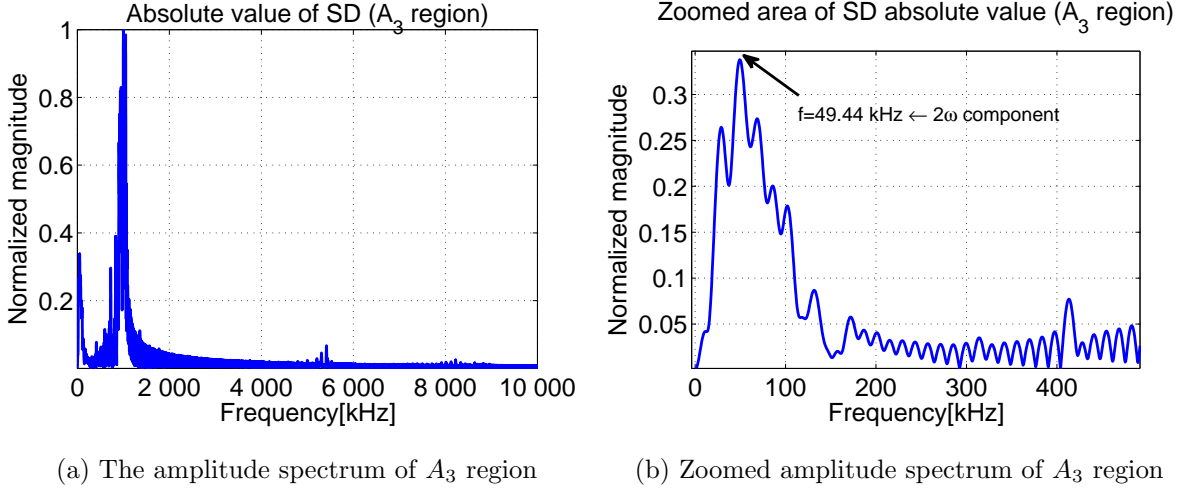 Absolute value of SD (A₃ region)
Normalized magnitude
1
0.8
0.6
0.4
0.2
0
2 000
4 000
6 000
8 000
10 000
Frequency[kHz]
(a) The amplitude spectrum of A₃ region
Zoomed area of SD absolute value (A₃ region)
Normalized magnitude
0.3
0.25
0.2
0.15
0.1
0.05
f=49.44 kHz ← 2ω component
0
100
200
300
400
Frequency[kHz]
(b) Zoomed amplitude spectrum of A₃ region